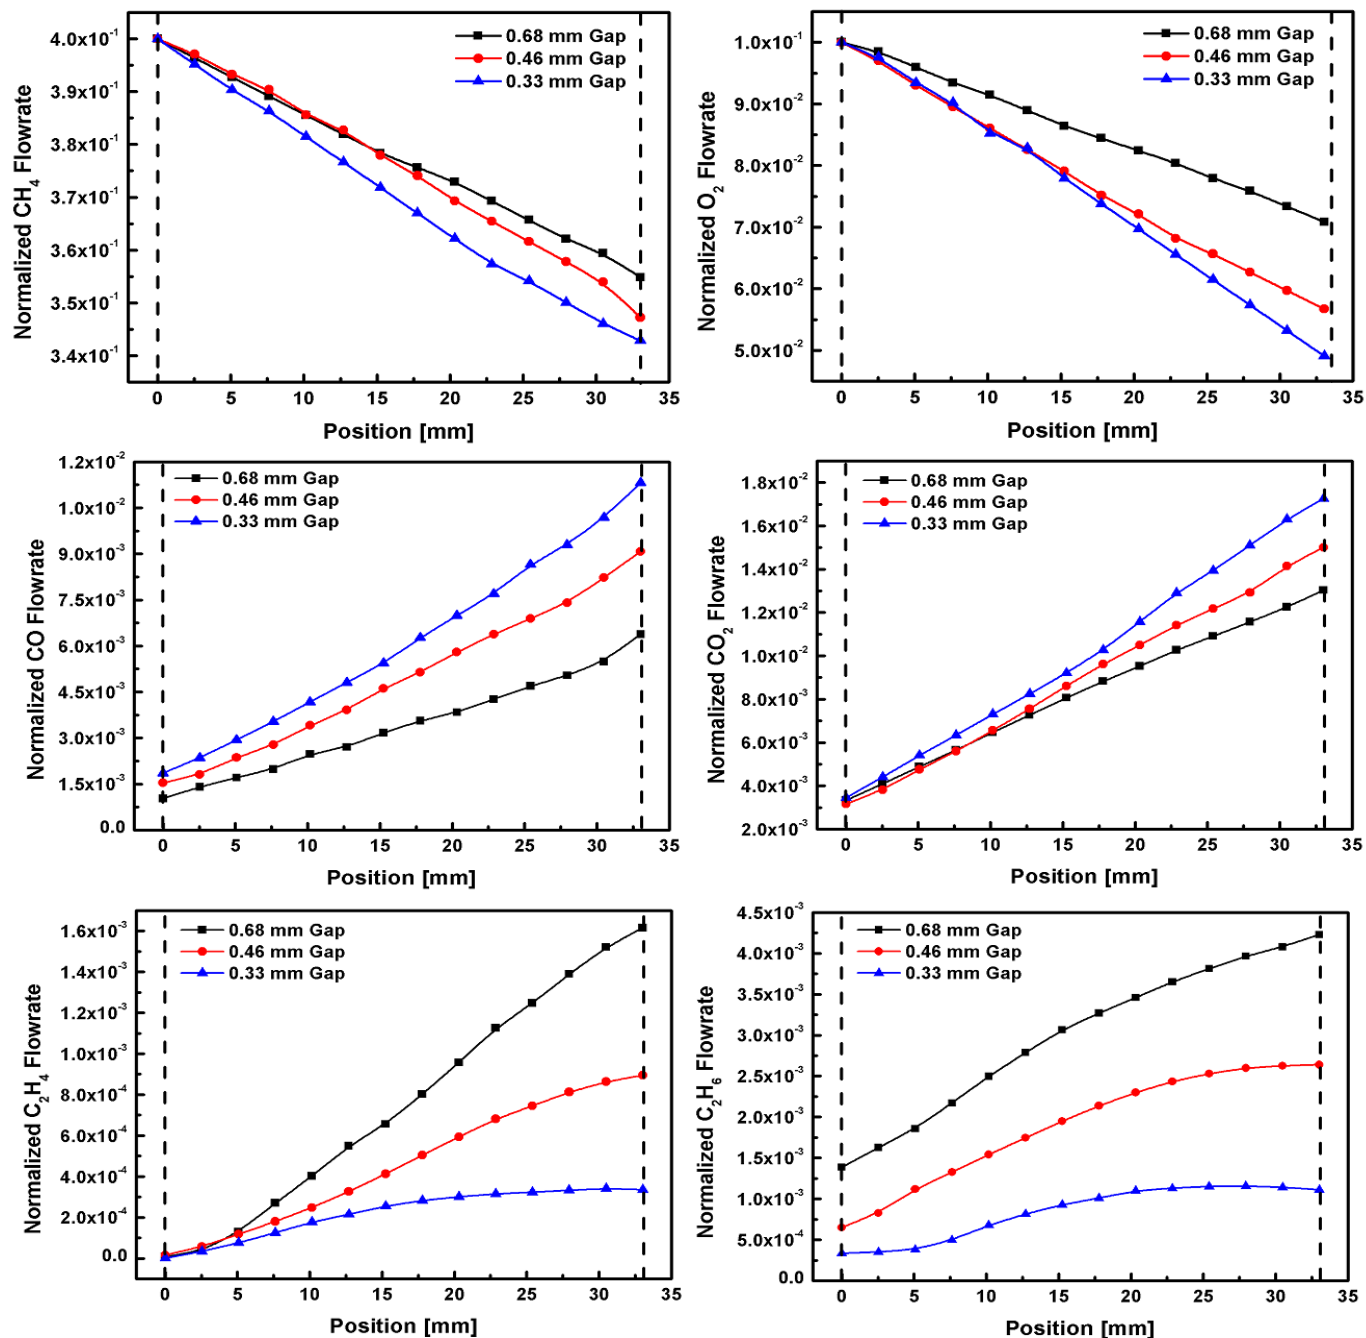 0.68 mm Gap
0.46 mm Gap
0.33 mm Gap
Normalized CH4 Flowrate
4.0x10^-1
3.9x10^-1
3.8x10^-1
3.7x10^-1
3.6x10^-1
3.5x10^-1
3.4x10^-1
0 5 10 15 20 25 30 35
Position [mm]
0.68 mm Gap
0.46 mm Gap
0.33 mm Gap
Normalized O2 Flowrate
1.0x10^-1
9.0x10^-2
8.0x10^-2
7.0x10^-2
6.0x10^-2
5.0x10^-2
0 5 10 15 20 25 30 35
Position [mm]
0.68 mm Gap
0.46 mm Gap
0.33 mm Gap
Normalized CO Flowrate
1.2x10^-2
1.0x10^-2
9.0x10^-3
7.5x10^-3
6.0x10^-3
4.5x10^-3
3.0x10^-3
1.5x10^-3
0.0
0 5 10 15 20 25 30 35
Position [mm]
0.68 mm Gap
0.46 mm Gap
0.33 mm Gap
Normalized CO2 Flowrate
1.8x10^-2
1.6x10^-2
1.4x10^-2
1.2x10^-2
1.0x10^-2
8.0x10^-3
6.0x10^-3
4.0x10^-3
2.0x10^-3
0 5 10 15 20 25 30 35
Position [mm]
0.68 mm Gap
0.46 mm Gap
0.33 mm Gap
Normalized C2H4 Flowrate
1.6x10^-3
1.4x10^-3
1.2x10^-3
1.0x10^-3
8.0x10^-4
6.0x10^-4
4.0x10^-4
2.0x10^-4
0.0
0 5 10 15 20 25 30 35
Position [mm]
0.68 mm Gap
0.46 mm Gap
0.33 mm Gap
Normalized C2H6 Flowrate
4.5x10^-3
4.0x10^-3
3.5x10^-3
3.0x10^-3
2.5x10^-3
2.0x10^-3
1.5x10^-3
1.0x10^-3
5.0x10^-4
0.0
0 5 10 15 20 25 30 35
Position [mm]